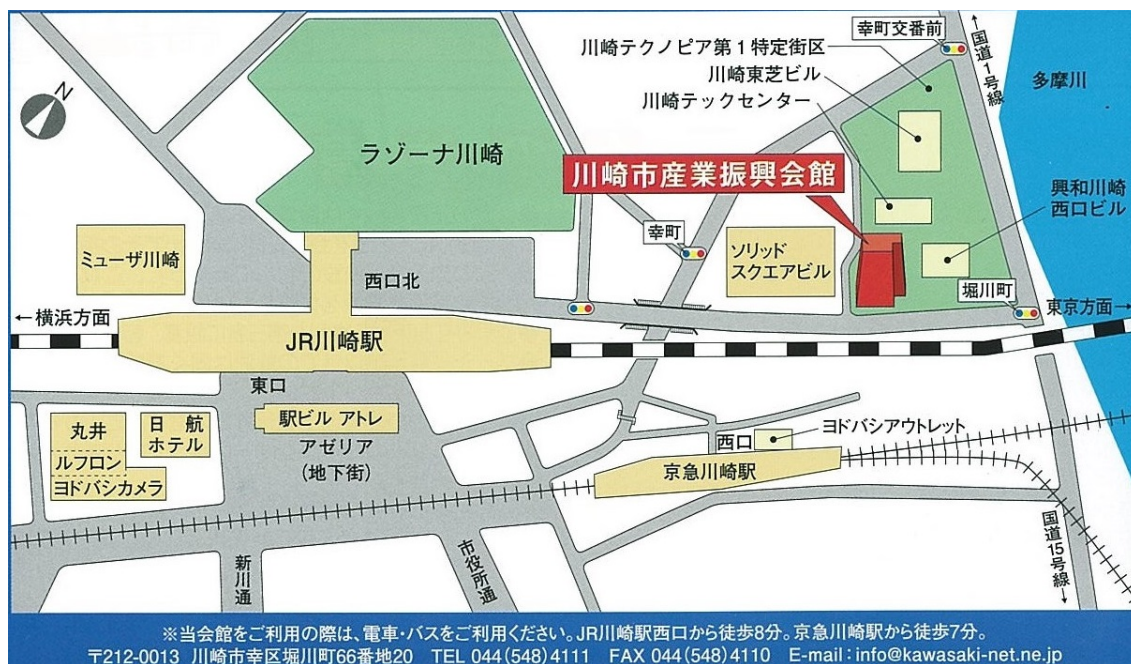 幸町交番前
国道1号線
川崎テクノピア第1特定街区
川崎東芝ビル
川崎テックセンター
多摩川
N
ラゾーナ川崎
川崎市産業振興会館
興和川崎
西口ビル
幸町
ミューザ川崎
西口北
ソリッド
スクエアビル
堀川町
←横浜方面
東京方面→
JR川崎駅
東口
丸井
ルフロン
ヨドバシカメラ
日航
ホテル
駅ビル アトレ
アゼリア
(地下街)
西口
ヨドバシアウトレット
京急川崎駅
新川通
市役所通
国道15号線
※当会館をご利用の際は、電車・バスをご利用ください。JR川崎駅西口から徒歩8分。京急川崎駅から徒歩7分。
〒212-0013 川崎市幸区堀川町66番地20 TEL 044(548)4111 FAX 044(548)4110 E-mail:info@kawasaki-net.ne.jp